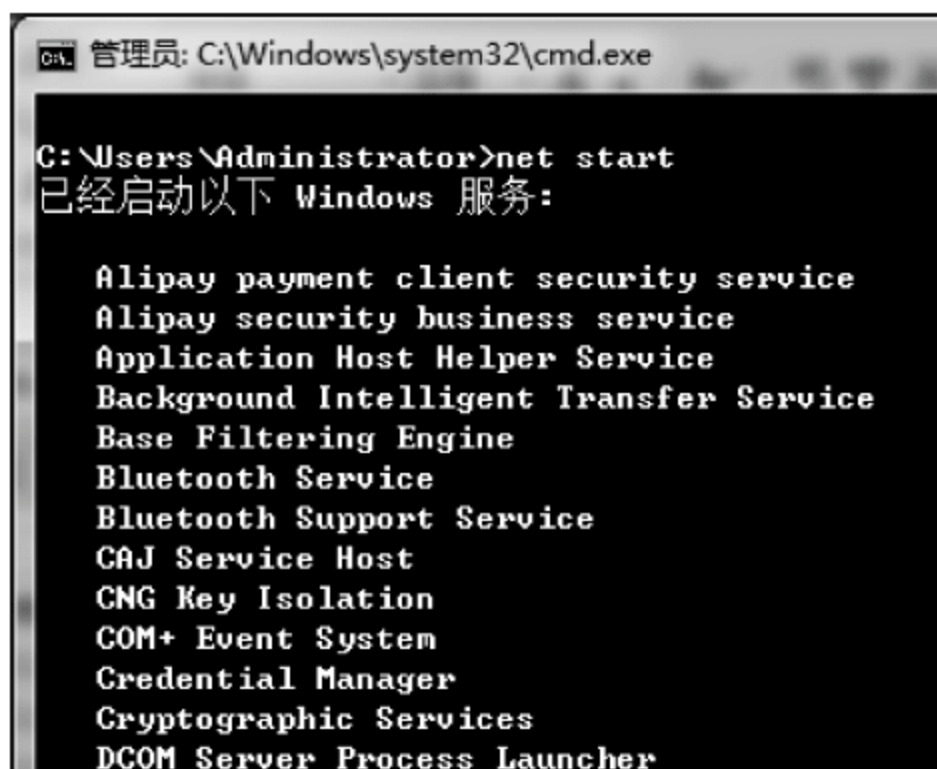 管理员: C:\Windows\system32\cmd.exe
C:\Users\Administrator>net start
已经启动以下 Windows 服务:
Alipay payment client security service
Alipay security business service
Application Host Helper Service
Background Intelligent Transfer Service
Base Filtering Engine
Bluetooth Service
Bluetooth Support Service
CAJ Service Host
CNG Key Isolation
COM+ Event System
Credential Manager
Cryptographic Services
DCOM Server Process Launcher